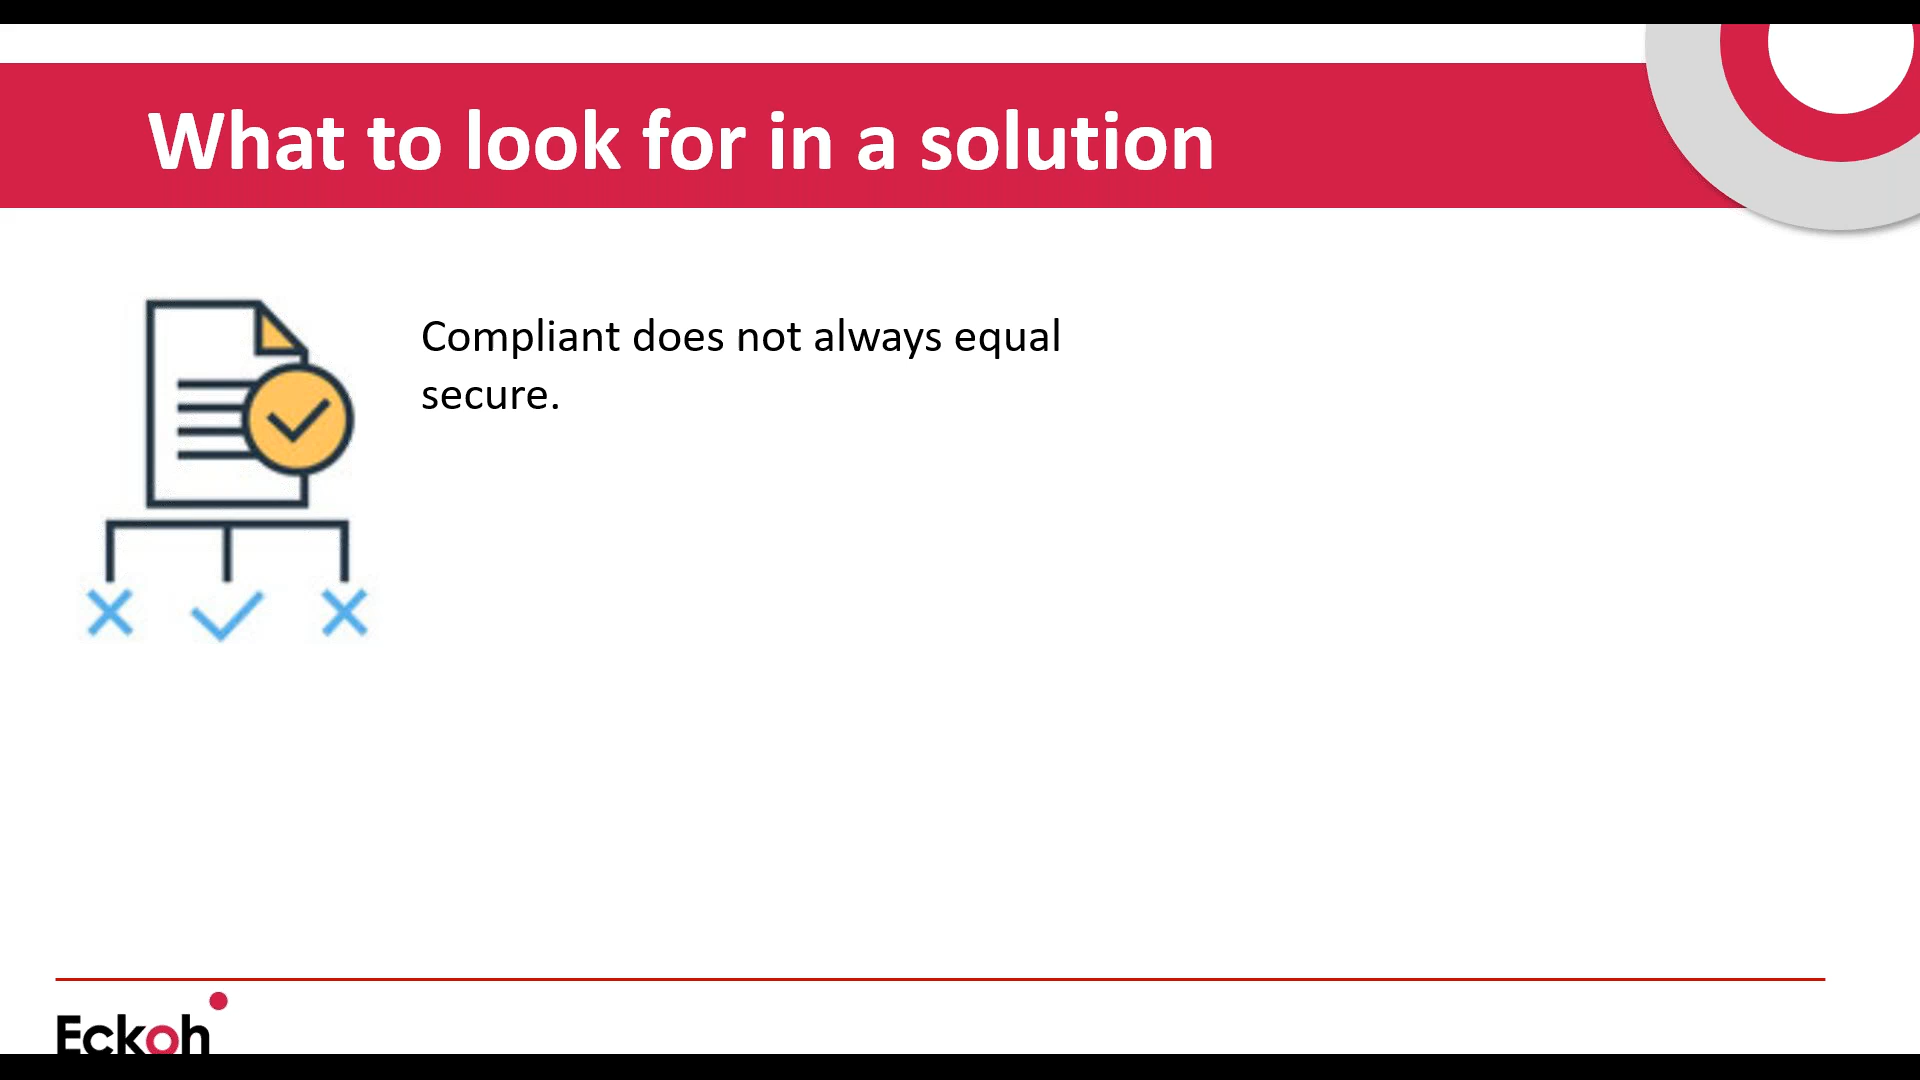 What to look for in a solution
Compliant does not always equal
secure.
Eckoh